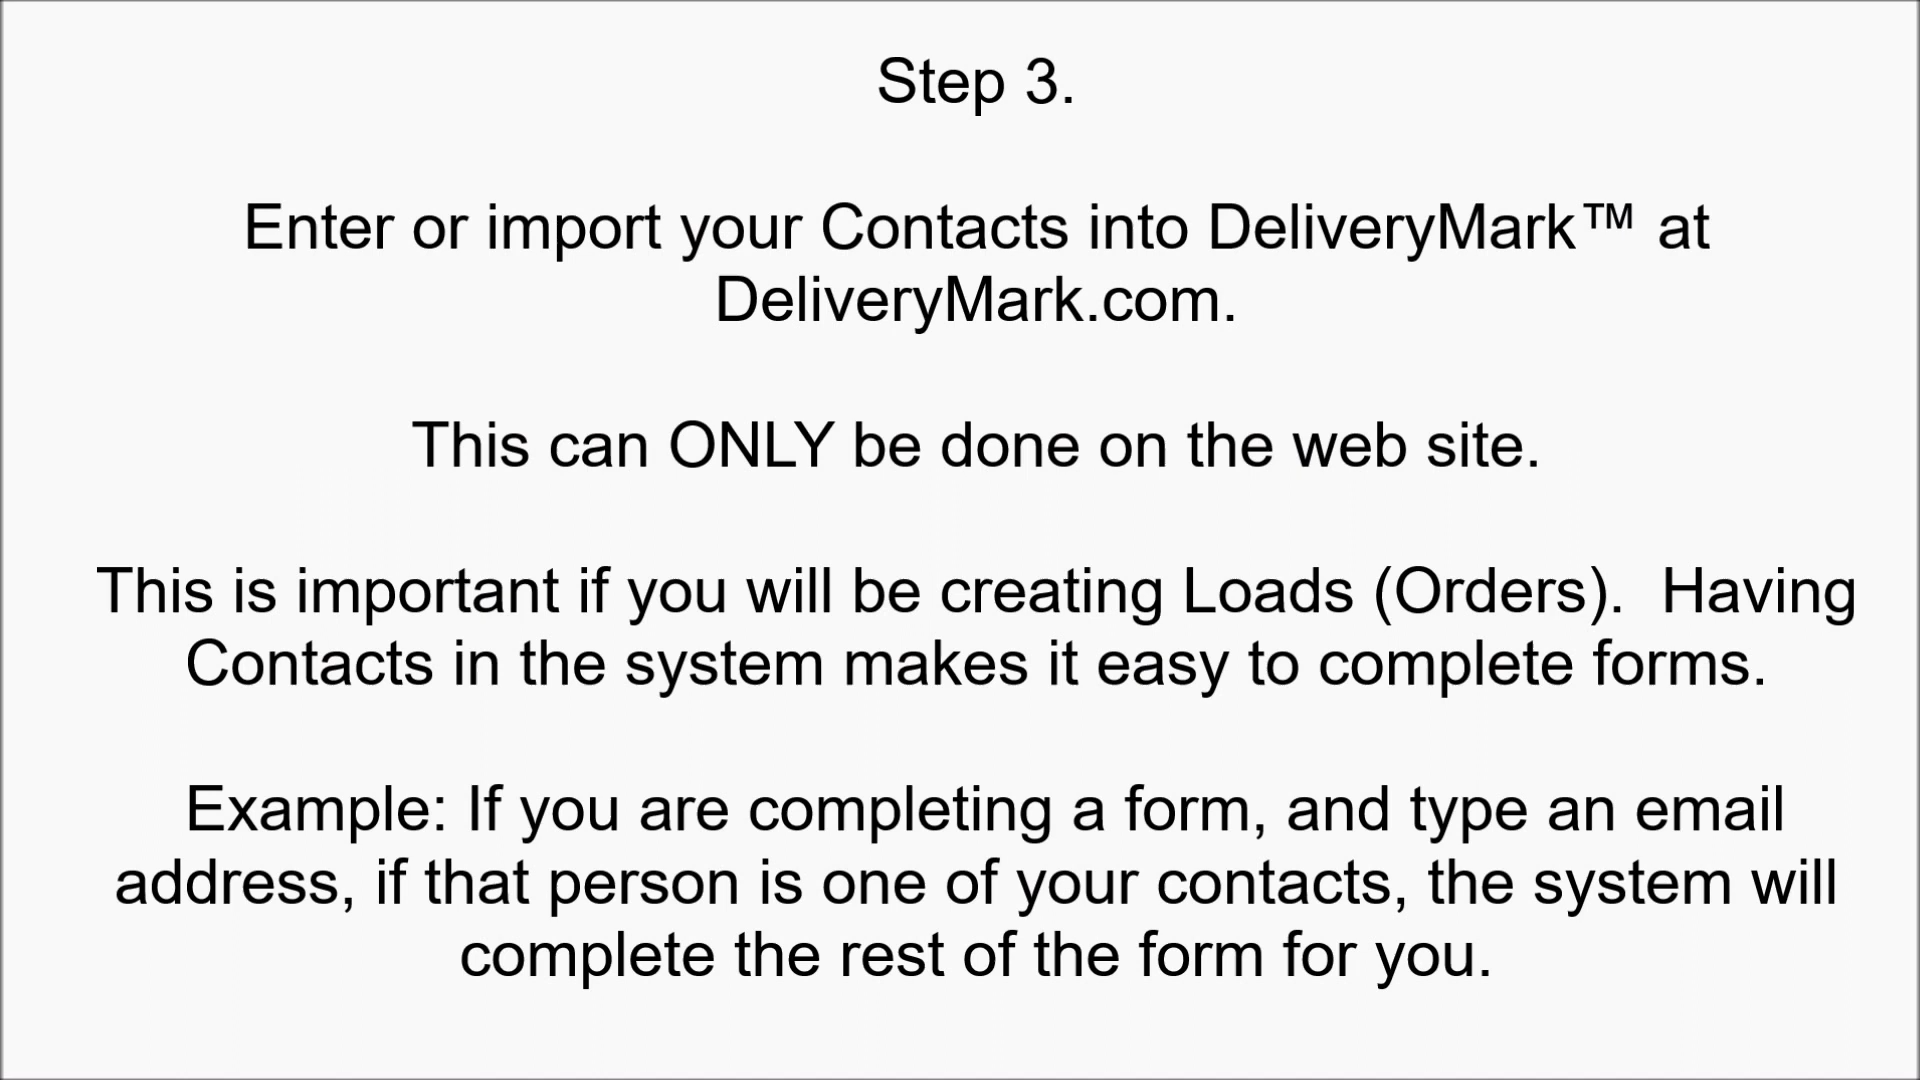 Step 3.
Enter or import your Contacts into DeliveryMark™ at
DeliveryMark.com.
This can ONLY be done on the web site.
This is important if you will be creating Loads (Orders).  Having
Contacts in the system makes it easy to complete forms.
Example: If you are completing a form, and type an email
address, if that person is one of your contacts, the system will
complete the rest of the form for you.